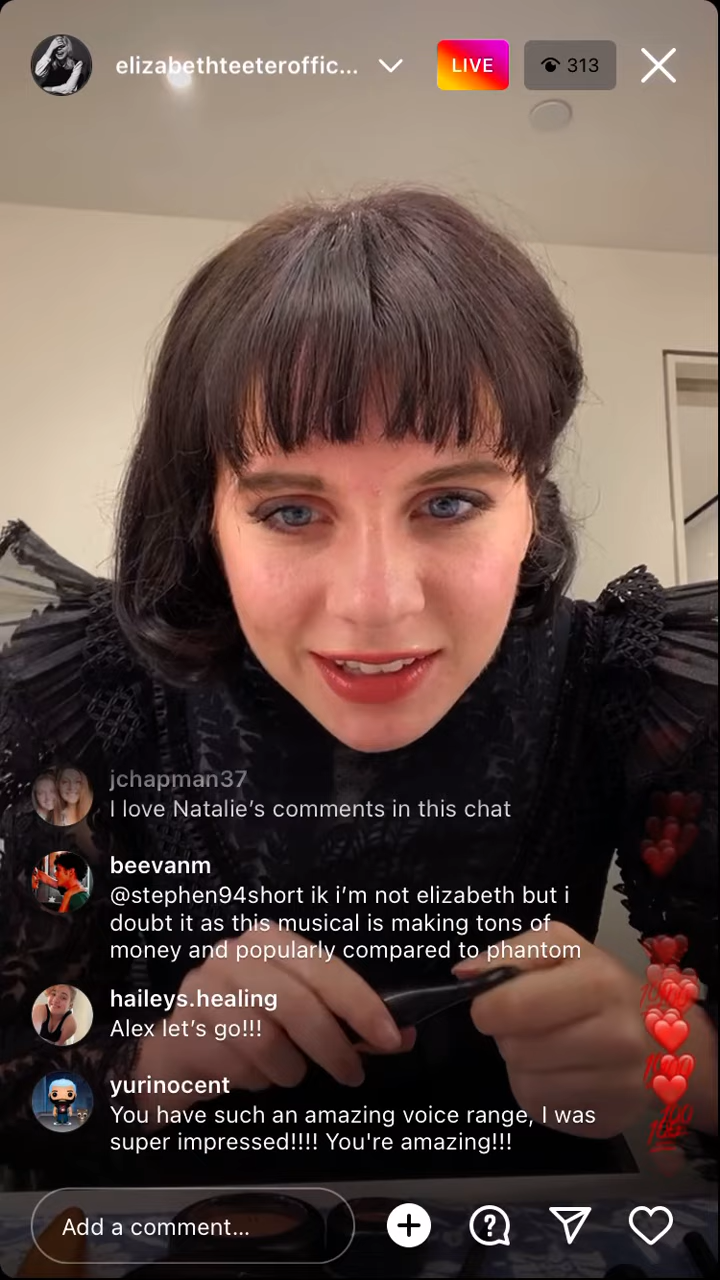 elizabethteeteroffic...
LIVE
313
jchapman37
I love Natalie’s comments in this chat
beevanm
@stephen94short ik i’m not elizabeth but i
doubt it as this musical is making tons of
money and popularly compared to phantom
haileys.healing
Alex let’s go!!!
yurinocent
You have such an amazing voice range, I was
super impressed!!!! You're amazing!!!
100
Add a comment...